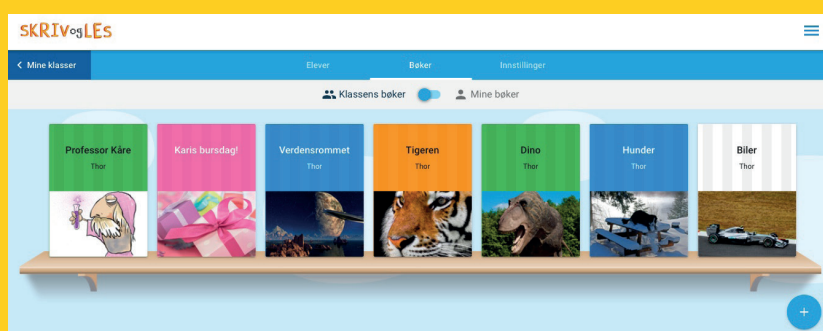 SKRIVogLES
Mine klasser
Elever Bøker Innstillinger
Klassens bøker Mine bøker
Professor Kåre
Thor
Karis bursdag!
Verdensrommet
Thor
Tigeren
Thor
Dino
Thor
Hunder
Thor
Biler
Thor